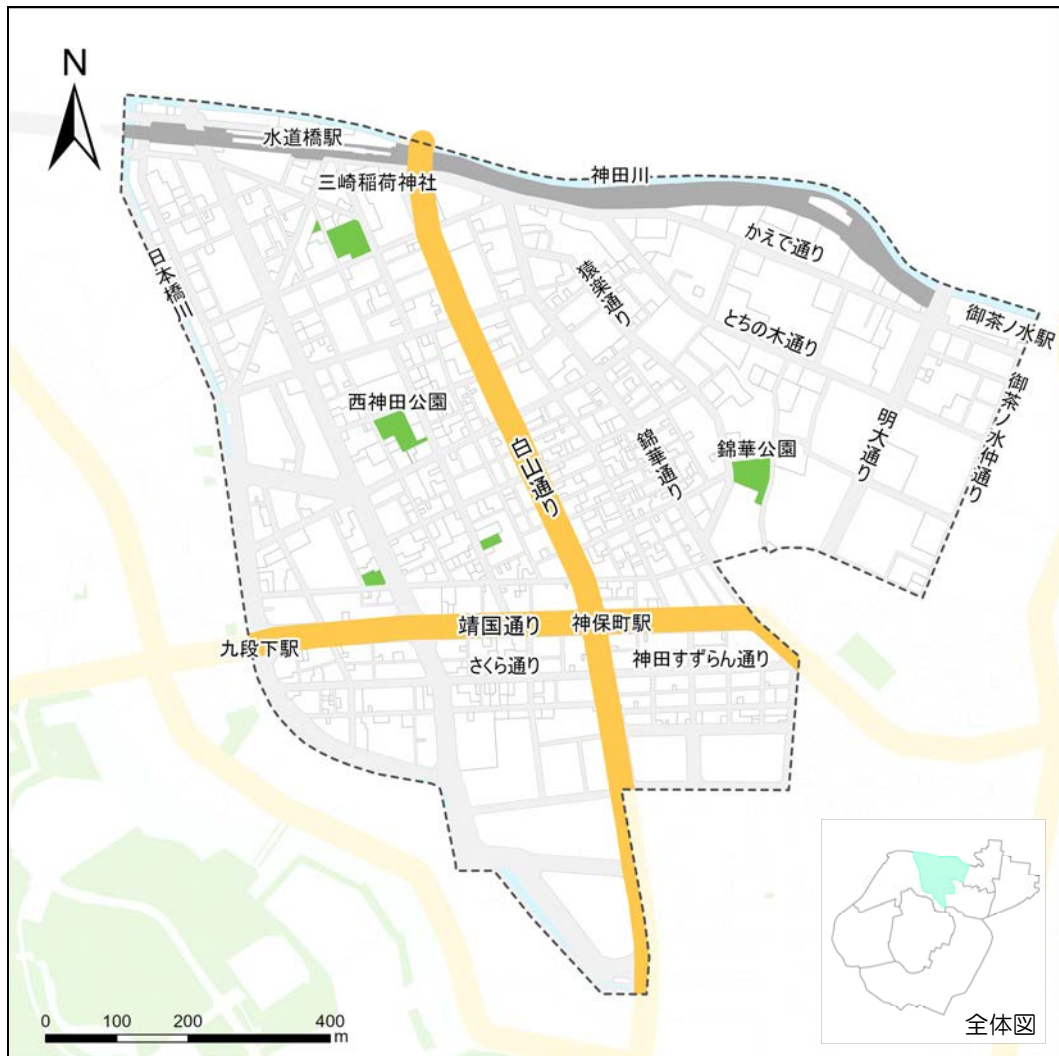 N
水道橋駅
三崎稲荷神社
神田川
かえで通り
猿楽通り
日本橋川
とちの木通り
御茶ノ水駅
御茶ノ水仲通り
西神田公園
白山通り
錦華通り
錦華公園
明大通り
靖国通り
神保町駅
九段下駅
さくら通り
神田すずらん通り
0 100 200 400
m
全体図